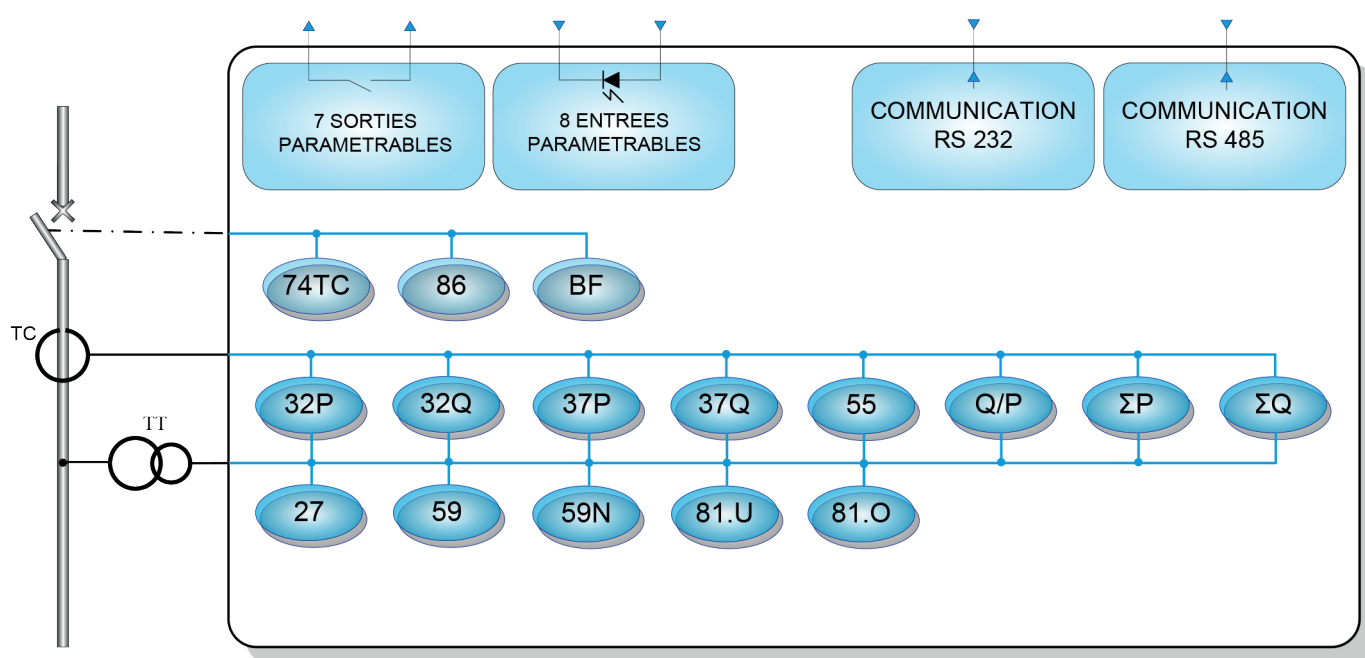 7 SORTIES
PARAMETRABLES
8 ENTREES
PARAMETRABLES
COMMUNICATION
RS 232
COMMUNICATION
RS 485
74TC
86
BF
TC
32P
32Q
37P
37Q
55
Q/P
ΣP
ΣQ
TT
27
59
59N
81.U
81.O